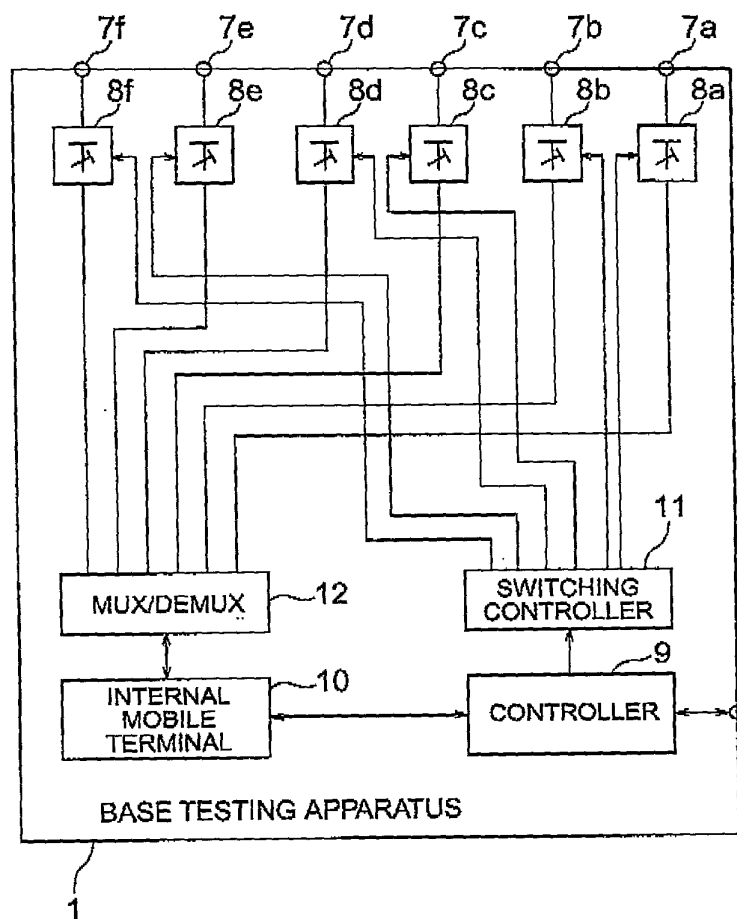 7f 7e 7d 7c 7b 7a
8f 8e 8d 8c 8b 8a
11
MUX/DEMUX
12
SWITCHING
CONTROLLER
10
9
INTERNAL
MOBILE
TERMINAL
CONTROLLER
BASE TESTING APPARATUS
1